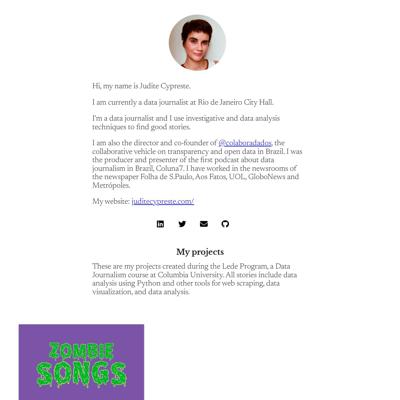 Hi, my name is Judite Cypreste.
I am currently a data journalist at Rio de Janeiro City Hall.
I'm a data journalist and I use investigative and data analysis
techniques to find good stories.
I am also the director and co-founder of @colaboradados, the
collaborative vehicle on transparency and open data in Brazil. I was
the producer and presenter of the first podcast about data
journalism in Brazil, Coluna7. I have worked in the newsrooms of
the newspaper Folha de S.Paulo, Aos Fatos, UOL, GloboNews and
Metrópoles.
My website: juditecypreste.com/
My projects
These are my projects created during the Lede Program, a Data
Journalism course at Columbia University. All stories include data
analysis using Python and other tools for web scraping, data
visualization, and data analysis.
ZOMBIE
SONGS